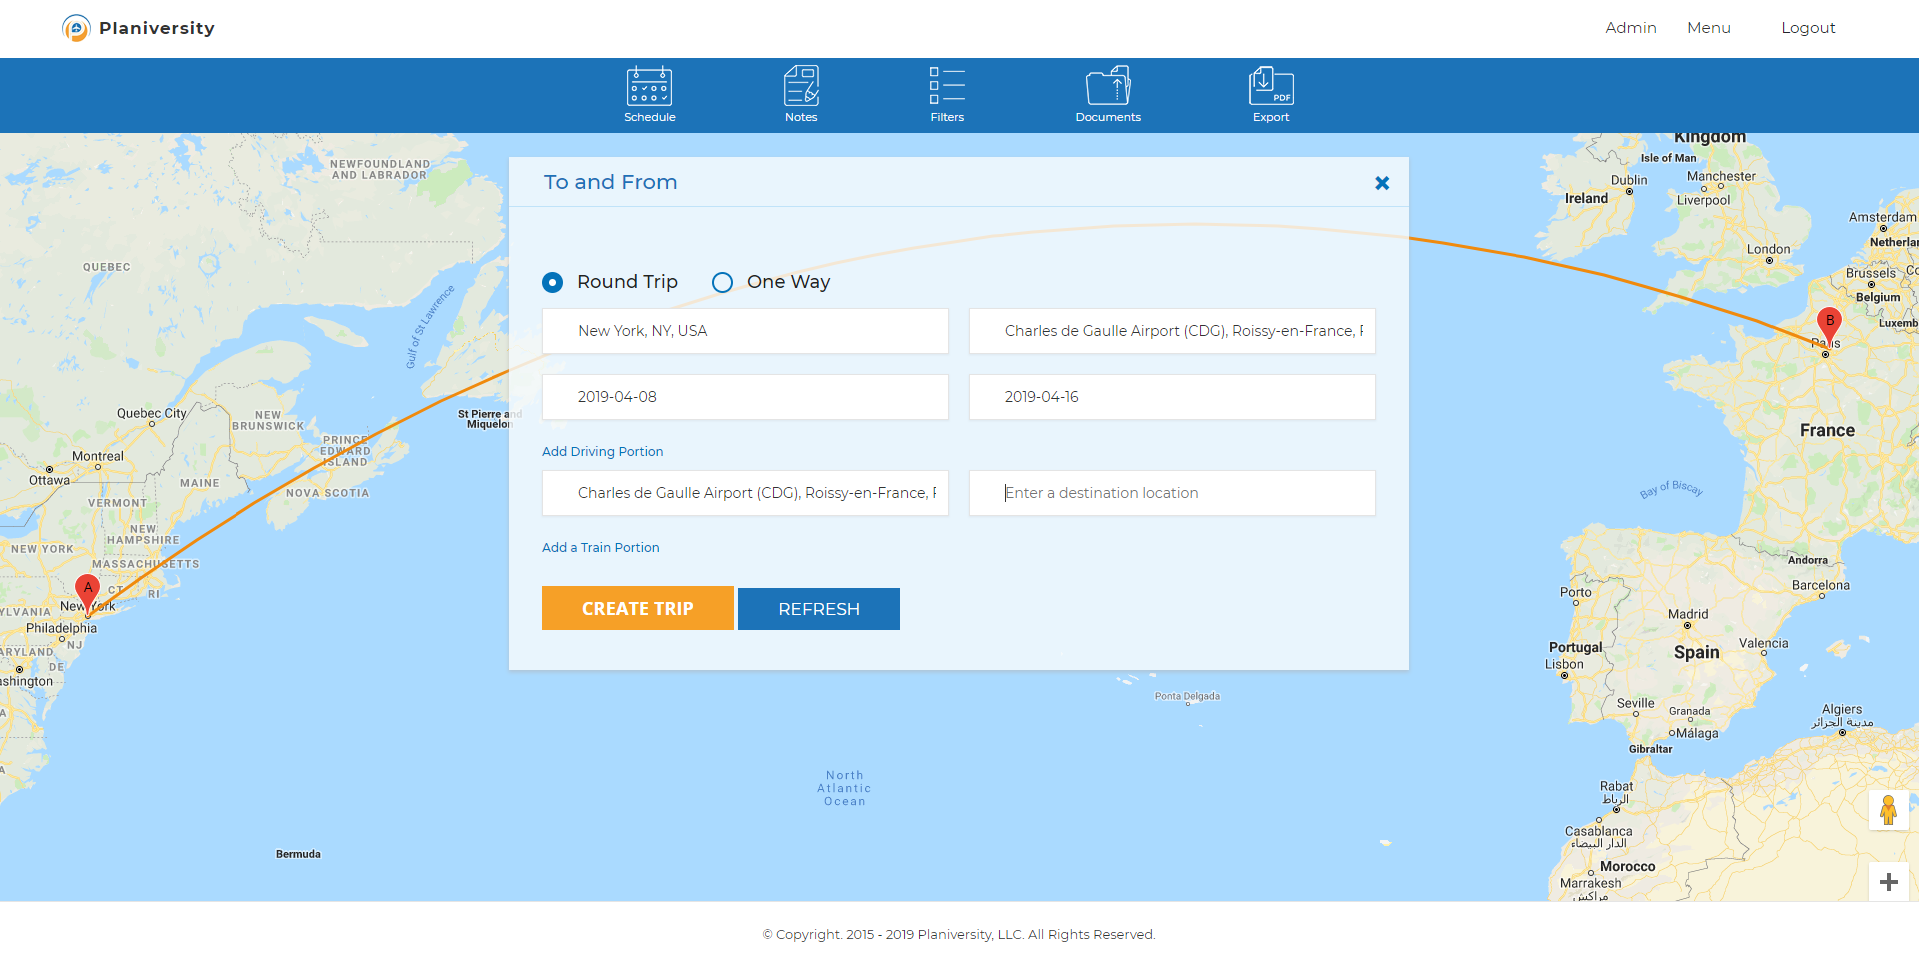 Planiversity
Admin Menu Logout
Schedule Notes Filters Documents PDF Export
To and From
Round Trip One Way
New York, NY, USA
Charles de Gaulle Airport (CDG), Roissy-en-France, F
2019-04-08
2019-04-16
Add Driving Portion
Charles de Gaulle Airport (CDG), Roissy-en-France, F
Enter a destination location
Add a Train Portion
CREATE TRIP REFRESH
NEWFOUNDLAND
AND LABRADOR
QUEBEC
Gulf of St Lawrence
St Pierre and
Miquelon
Quebec City
NEW
BRUNSWICK
PRINCE
EDWARD
ISLAND
Montreal
Ottawa
MAINE
NOVA SCOTIA
VERMONT
NEW
HAMPSHIRE
NEW YORK
MASSACHUSETTS
CT RI
A
New York
YLVANIA
Philadelphia
NJ
ARYLAND
DE
ashington
A
A
Bermuda
North
Atlantic
Ocean
Ponta Delgada
Kingdom
Isle of Man
Manchester
Dublin
Liverpool
Ireland
Amsterdam
Netherlan
London
Brussels
Co
Belgium
B
Luxemb
Paris
France
Bay of Biscay
Andorra
Barcelona
Porto
Madrid
Valencia
Portugal
Spain
Lisbon
Seville
Granada
Málaga
Algiers
مدينة الجزائر
Gibraltar
Rabat
الرباط
Casablanca
الدار البيضاء
Morocco
Marrakesh
مراكش
© Copyright. 2015 - 2019 Planiversity, LLC. All Rights Reserved.